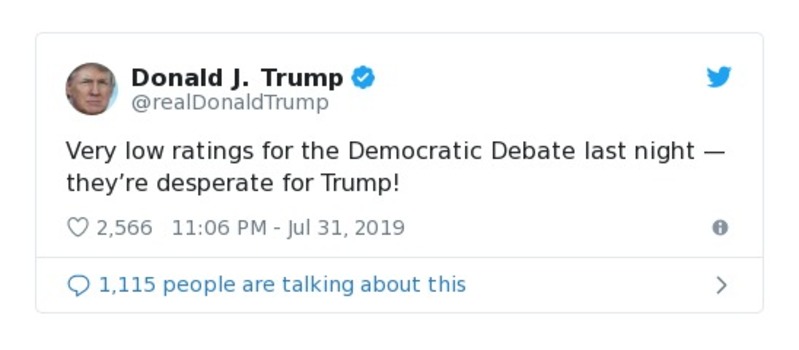 Donald J. Trump
@realDonaldTrump
Very low ratings for the Democratic Debate last night —
they’re desperate for Trump!
2,566 11:06 PM - Jul 31, 2019
1,115 people are talking about this